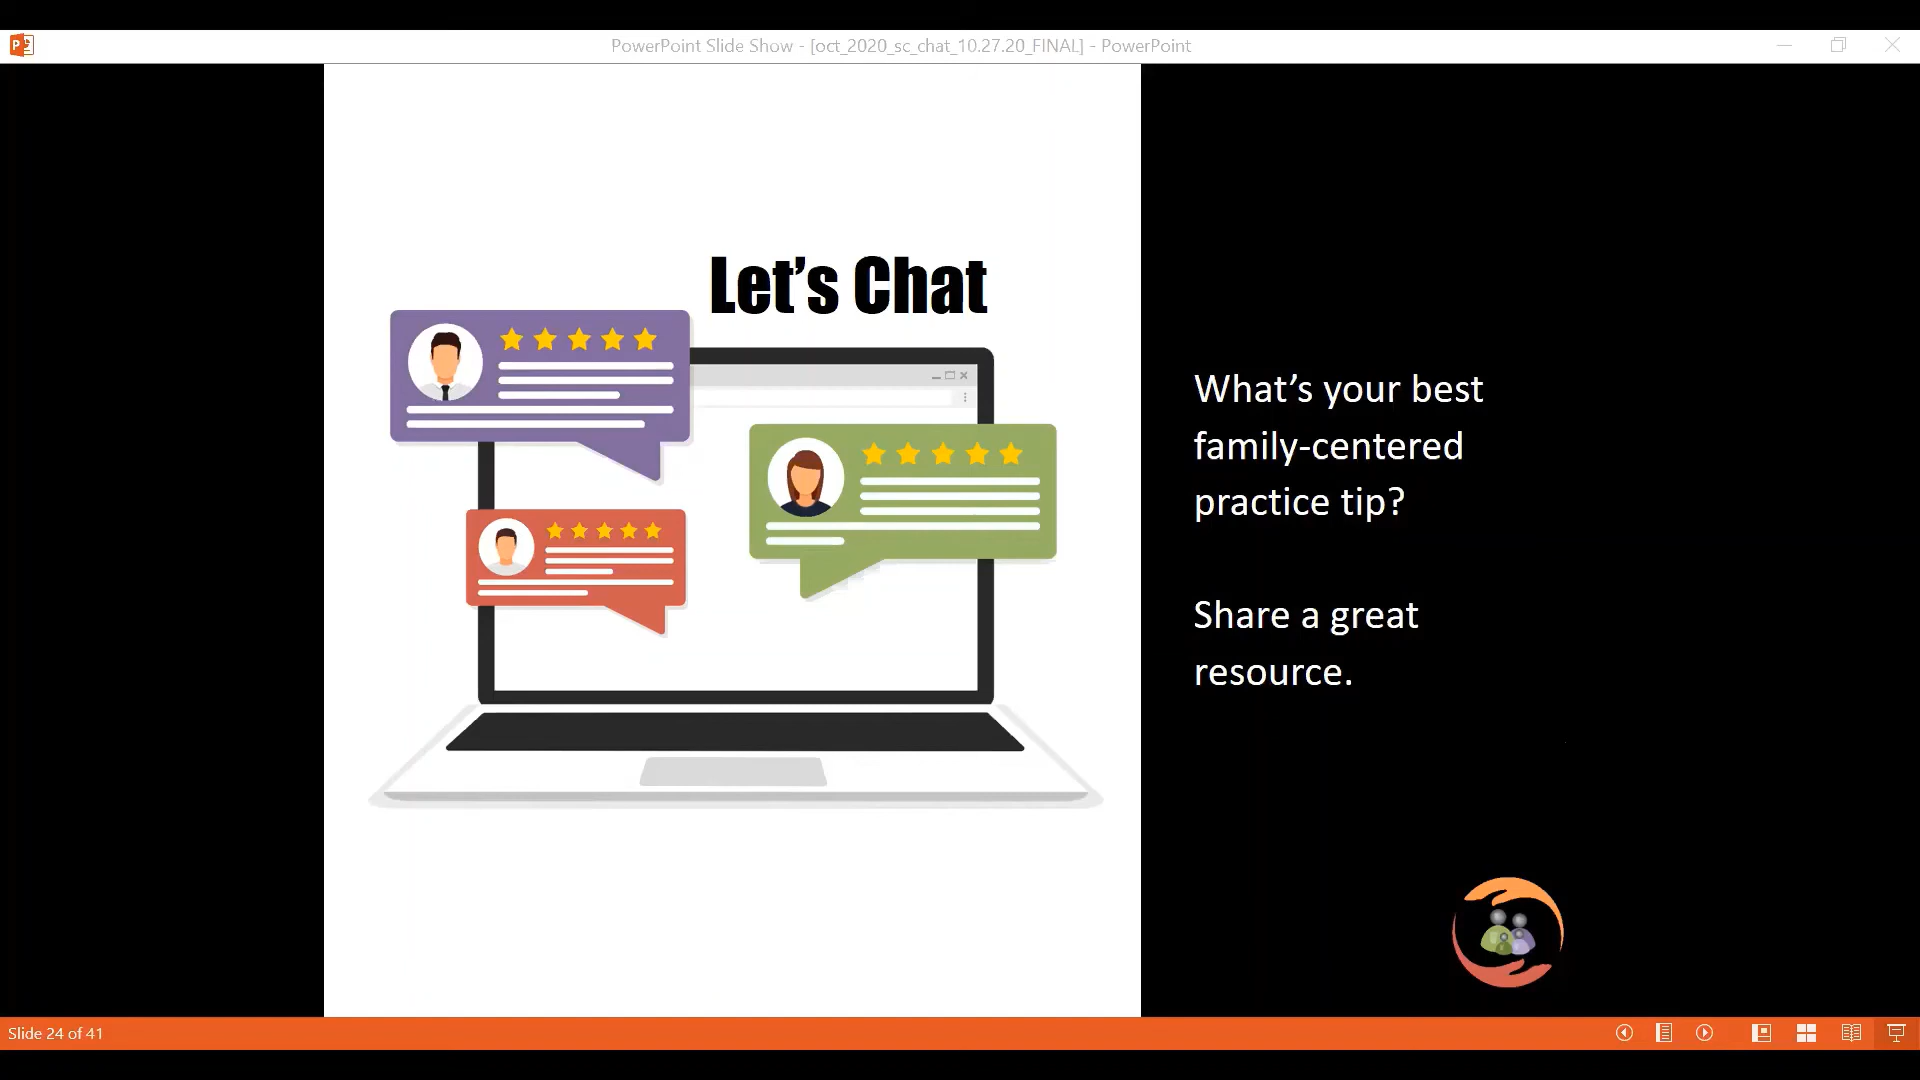 PowerPoint Slide Show - [oct_2020_sc_chat_10.27.20_FINAL] - PowerPoint
Let’s Chat
What’s your best
family-centered
practice tip?
Share a great
resource.
Slide 24 of 41